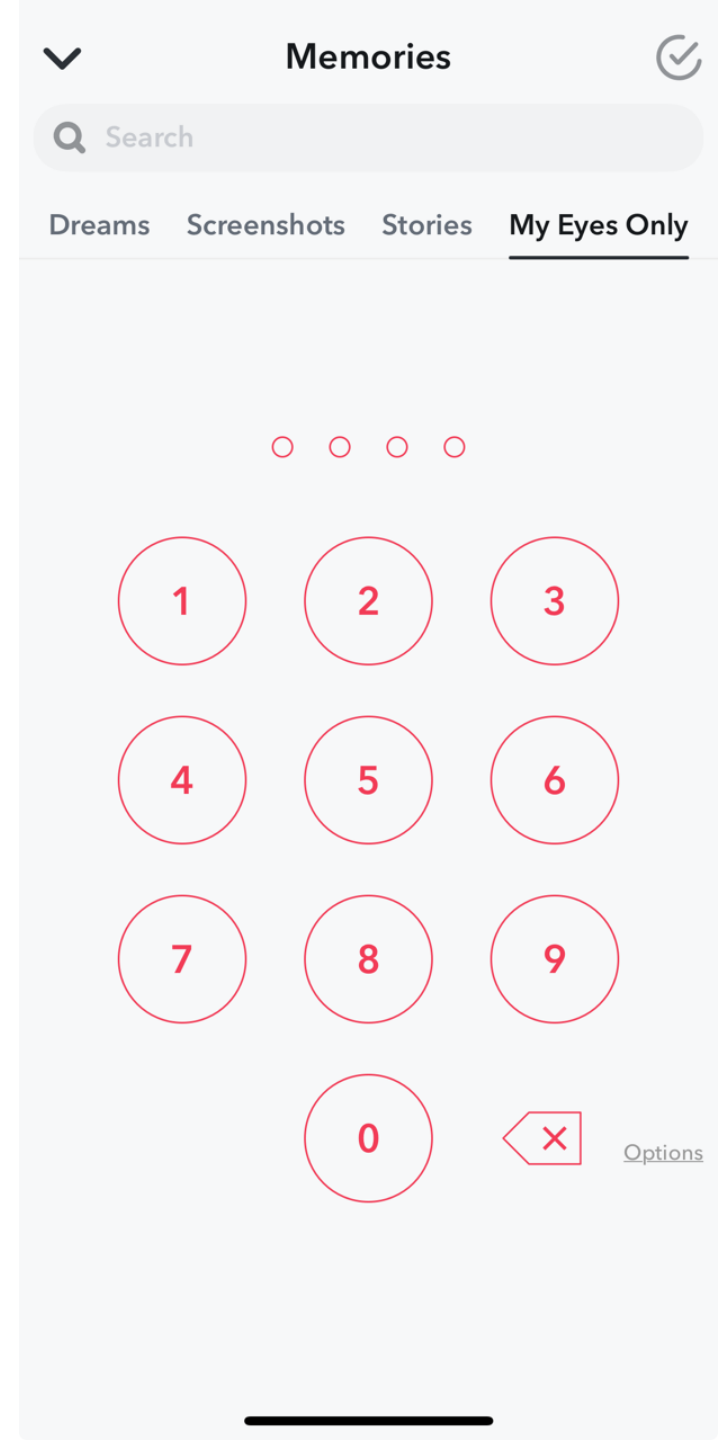 Memories
Search
Dreams Screenshots Stories My Eyes Only
1 2 3
4 5 6
7 8 9
0
Options